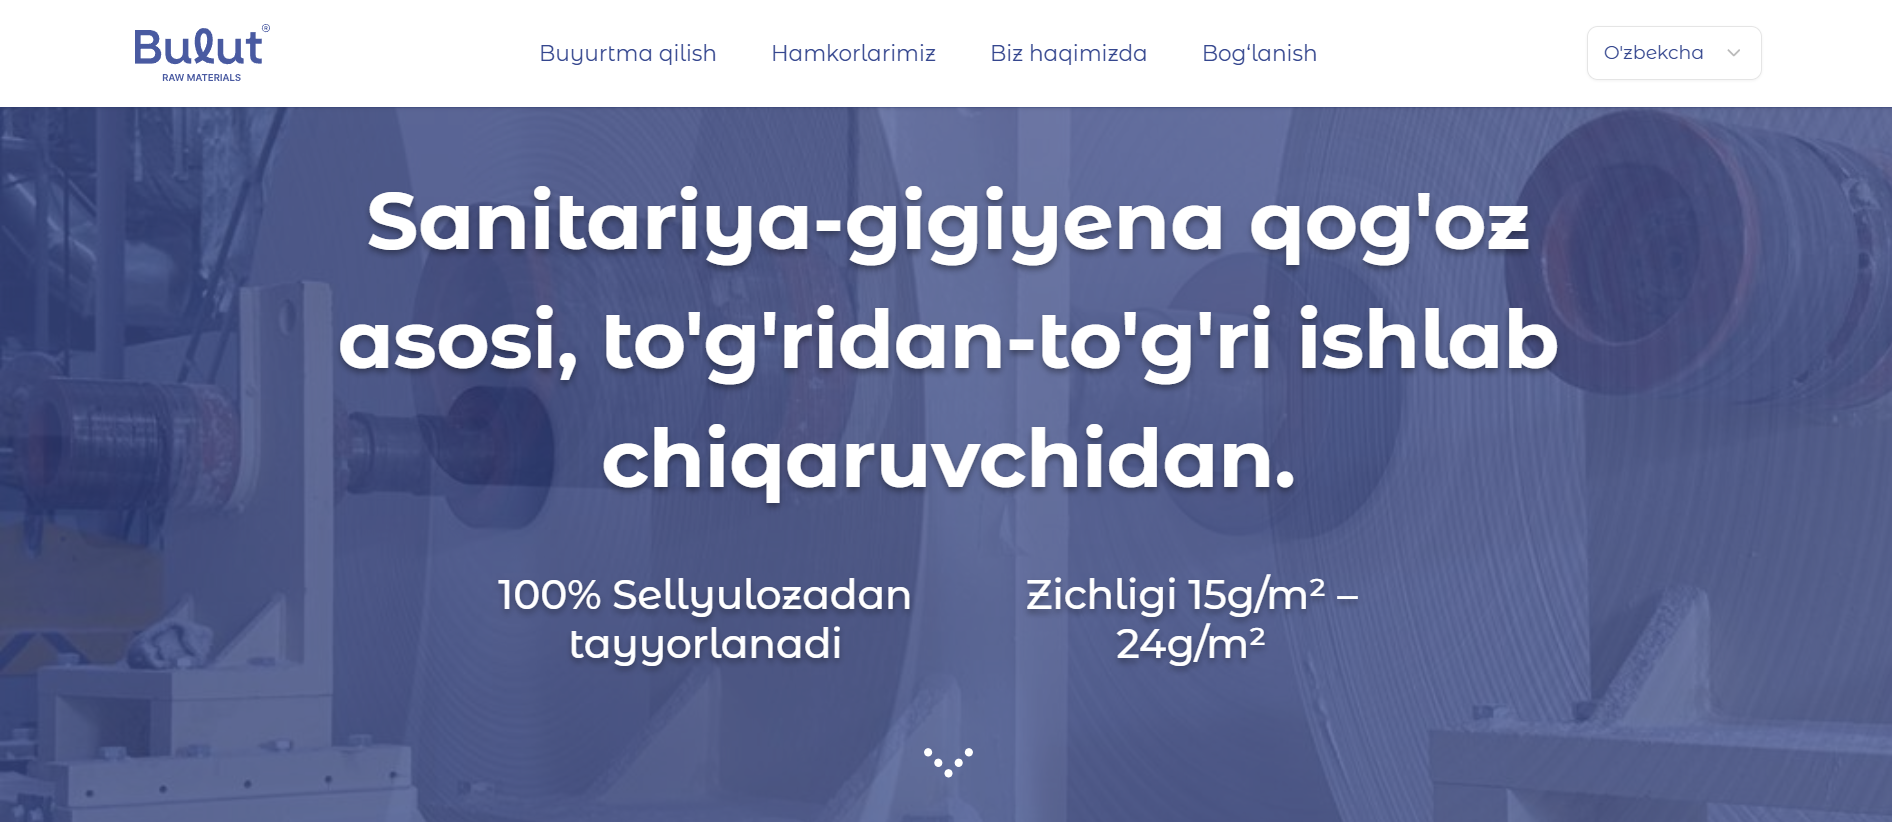 Bulut®
RAW MATERIALS
Buyurtma qilish
Hamkorlarimiz
Biz haqimizda
Bog‘lanish
O'zbekcha
Sanitariya-gigiyena qog'oz
asosi, to'g'ridan-to'g'ri ishlab
chiqaruvchidan.
100% Sellyulozadan
tayyorlanadi
Zichligi 15g/m² –
24g/m²